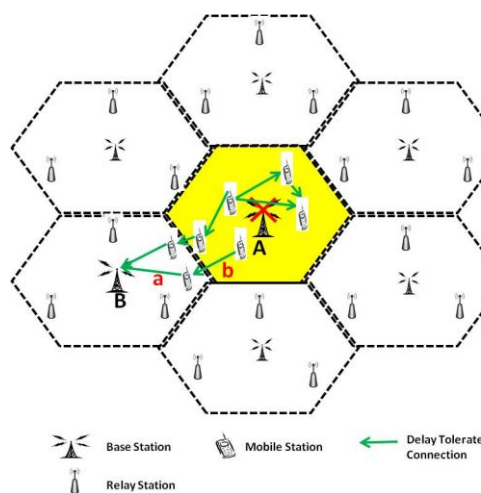 A
b
a
B
Base Station
Mobile Station
Delay Tolerate
Connection
Relay Station